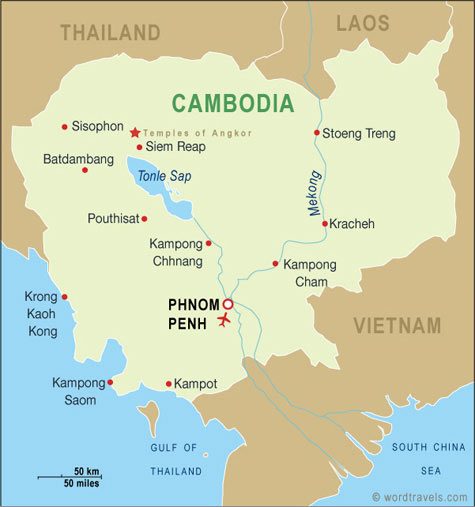 THAILAND
LAOS
CAMBODIA
Sisophon
Temples of Angkor
Siem Reap
Stoeng Treng
Batdambang
Tonle Sap
Mekong
Pouthisat
Kracheh
Kampong
Chhnang
Kampong
Cham
Krong
Kaoh
Kong
PHNOM
PENH
VIETNAM
Kampong
Saom
Kampot
GULF OF
THAILAND
SOUTH CHINA
SEA
50 km
50 miles
© wordtravels.com